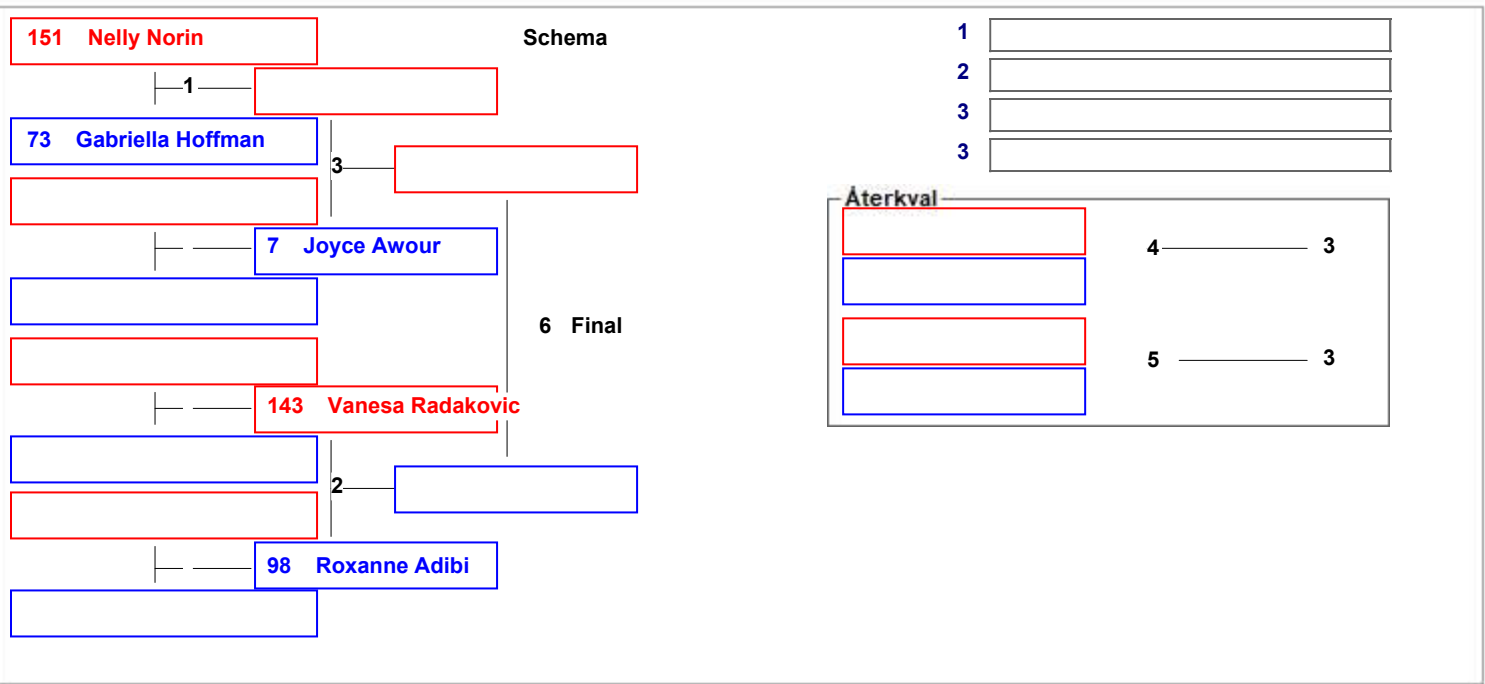 151 Nelly Norin
Schema
1
73 Gabriella Hoffman
3
7 Joyce Awour
6 Final
143 Vanesa Radakovic
2
98 Roxanne Adibi
1
2
3
3
Återkval
4 3
5 3